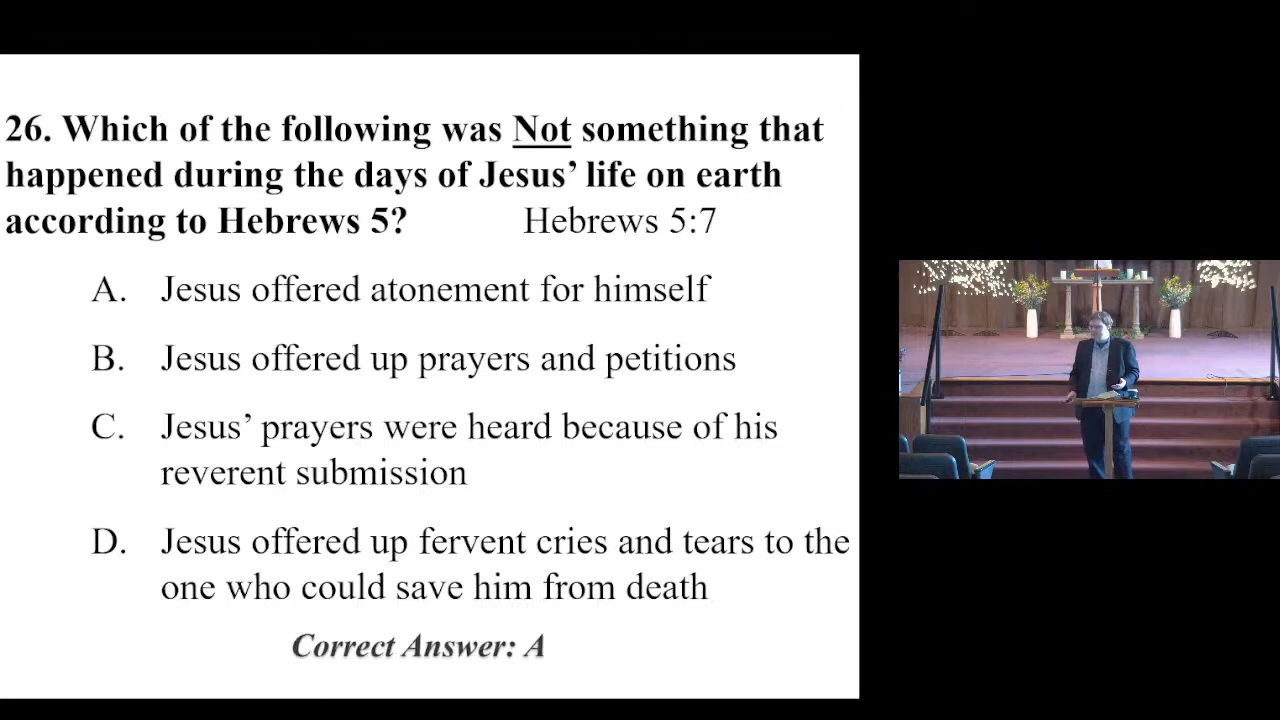 26. Which of the following was Not something that
happened during the days of Jesus’ life on earth
according to Hebrews 5? Hebrews 5:7
A. Jesus offered atonement for himself
B. Jesus offered up prayers and petitions
C. Jesus’ prayers were heard because of his
reverent submission
D. Jesus offered up fervent cries and tears to the
one who could save him from death
Correct Answer: A